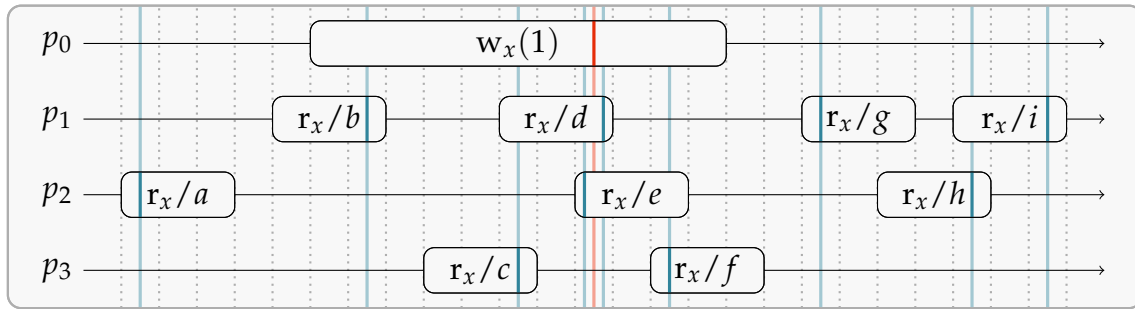 p₀ wₓ(1)
p₁ rₓ/b rₓ/d rₓ/g rₓ/i
p₂ rₓ/a rₓ/e rₓ/h
p₃ rₓ/c rₓ/f